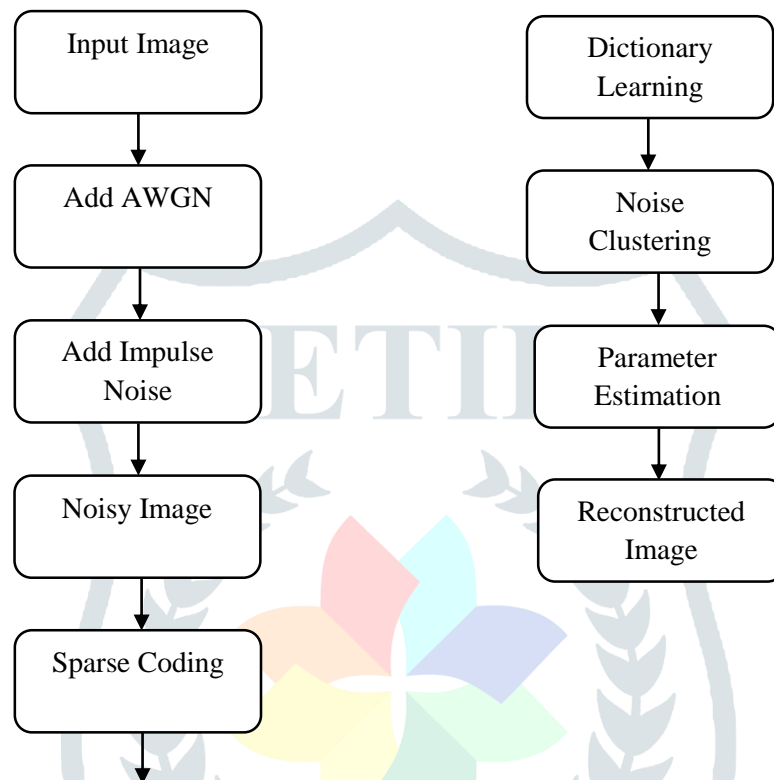 Input Image
Add AWGN
Add Impulse
Noise
Noisy Image
Sparse Coding
Dictionary
Learning
Noise
Clustering
Parameter
Estimation
Reconstructed
Image